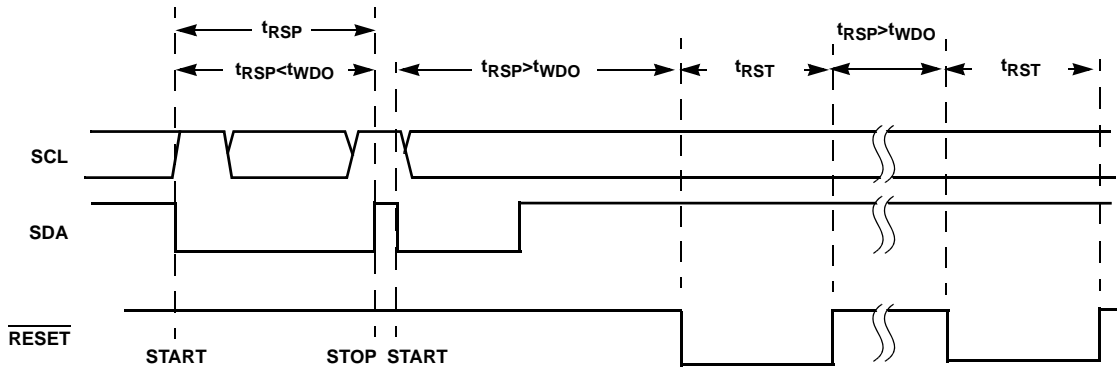 tRSP
tRSP<tWDO
tRSP>tWDO
tRST
tRSP>tWDO
tRST
SCL
SDA
RESET
START
STOP
START